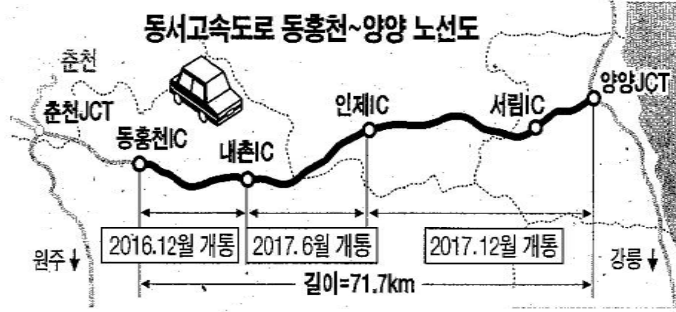 동서고속도로 동홍천~양양 노선도
춘천
춘천JCT
동홍천IC
내촌IC
인제IC
서림IC
양양JCT
2016.12월 개통
2017.6월 개통
2017.12월 개통
원주↓
강릉↓
길이=71.7km